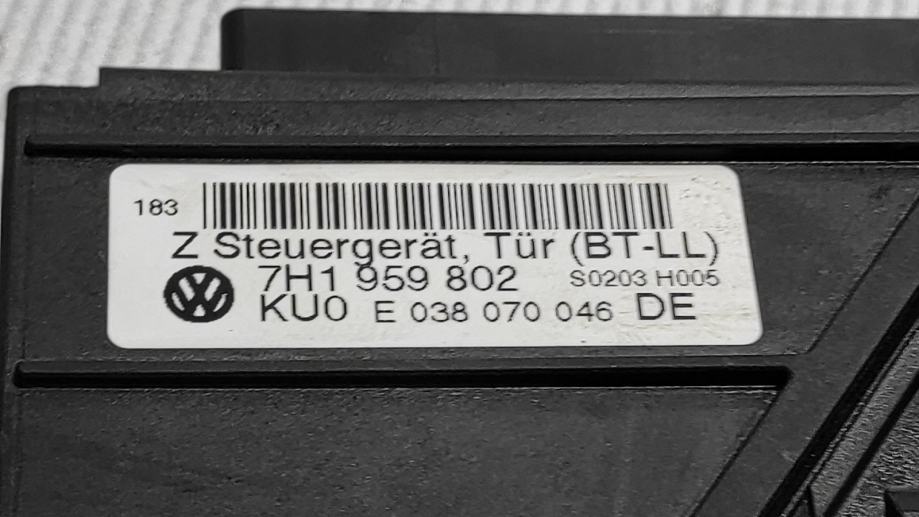 183
Z Steuergerät, Tür (BT-LL)
7H1 959 802 S0203 H005
KU0 E 038 070 046 DE